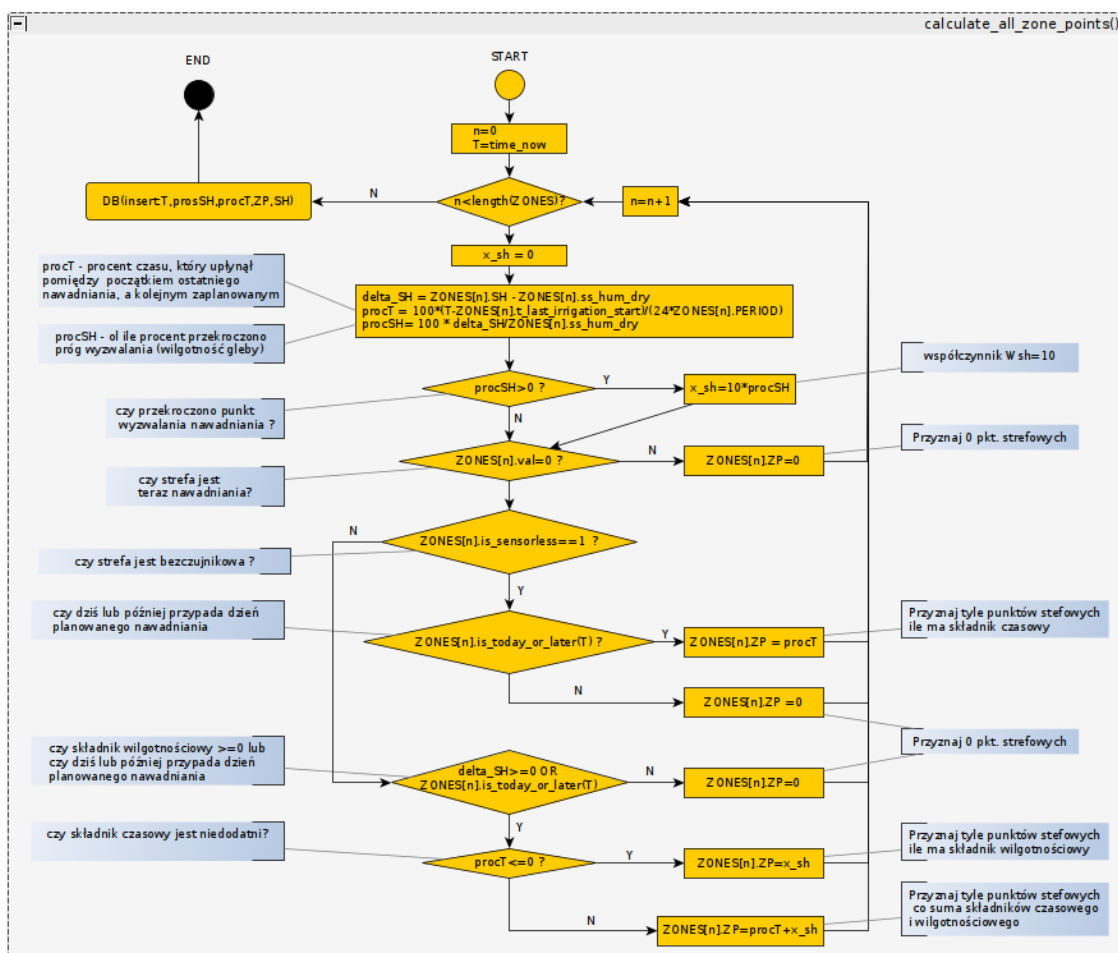 calculate_all_zone_points()
END
START
n=0
T=time_now
DB(insert:T,prosSH,procT,ZP,SH)
N
n<length(ZONES)?
n=n+1
x_sh = 0
procT - procent czasu, który upłynął
pomiędzy początkiem ostatniego
nawadniania, a kolejnym zaplanowanym
delta_SH = ZONES[n].SH - ZONES[n].ss_hum_dry
procT = 100*(T-ZONES[n].t_last_irrigation_start)/(24*ZONES[n].PERIOD)
procSH= 100 * delta_SH/ZONES[n].ss_hum_dry
procSH - ol ile procent przekroczono
próg wyzwalania (wilgotność gleby)
współczynnik Wsh=10
procSH>0 ?
Y
x_sh=10*procSH
N
czy przekroczono punkt
wyzwalania nawadniania ?
Przyznaj 0 pkt. strefowych
ZONES[n].val=0 ?
N
ZONES[n].ZP=0
czy strefa jest
teraz nawadniania?
N
ZONES[n].is_sensorless==1 ?
czy strefa jest bezczujnikowa ?
Y
czy dziś lub później przypada dzień
planowanego nawadniania
Przyznaj tyle punktów stefowych
ile ma składnik czasowy
ZONES[n].is_today_or_later(T) ?
Y
ZONES[n].ZP = procT
N
ZONES[n].ZP =0
Przyznaj 0 pkt. strefowych
czy składnik wilgotnościowy >=0 lub
czy dziś lub później przypada dzień
planowanego nawadniania
delta_SH>=0 OR
ZONES[n].is_today_or_later(T)
N
ZONES[n].ZP=0
Y
czy składnik czasowy jest niedodatni?
Przyznaj tyle punktów stefowych
ile ma składnik wilgotnościowy
procT<=0 ?
Y
ZONES[n].ZP=x_sh
Przyznaj tyle punktów stefowych
co suma składników czasowego
i wilgotnościowego
N
ZONES[n].ZP=procT+x_sh